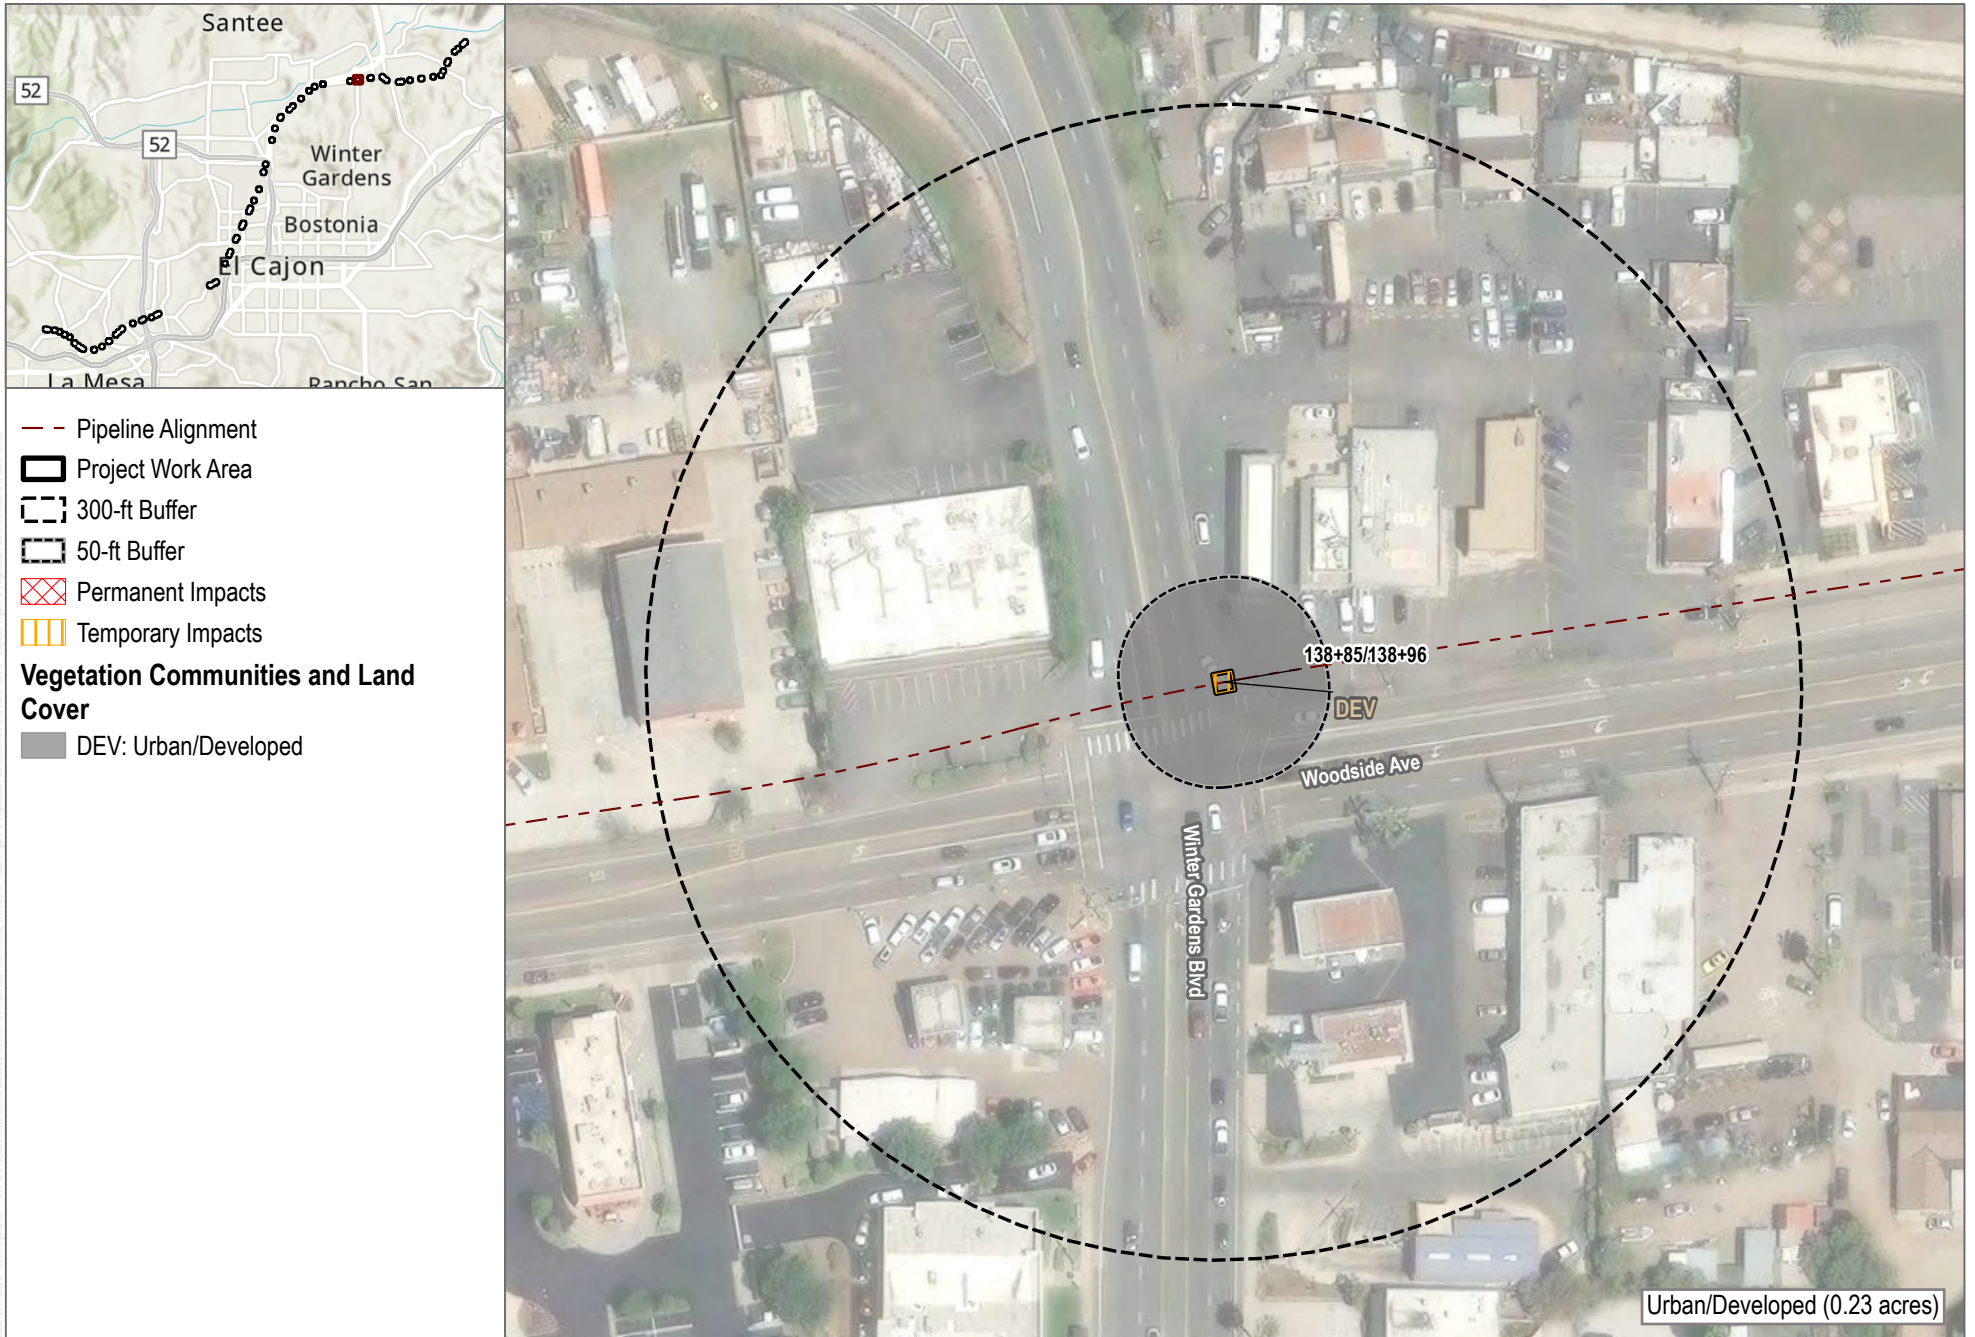 Santee
52
52
Winter
Gardens
Bostonia
El Cajon
La Mesa
Rancho San
Pipeline Alignment
Project Work Area
300-ft Buffer
50-ft Buffer
Permanent Impacts
Temporary Impacts
Vegetation Communities and Land
Cover
DEV: Urban/Developed
138+85/138+96
DEV
Woodside Ave
Winter Gardens Blvd
Urban/Developed (0.23 acres)